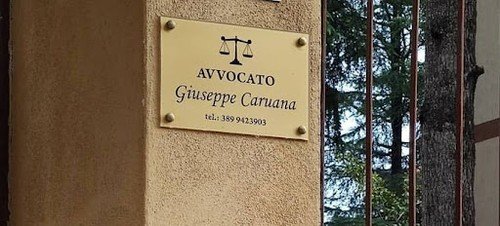 AVVOCATO
Giuseppe Caruana
tel.: 389 9423903